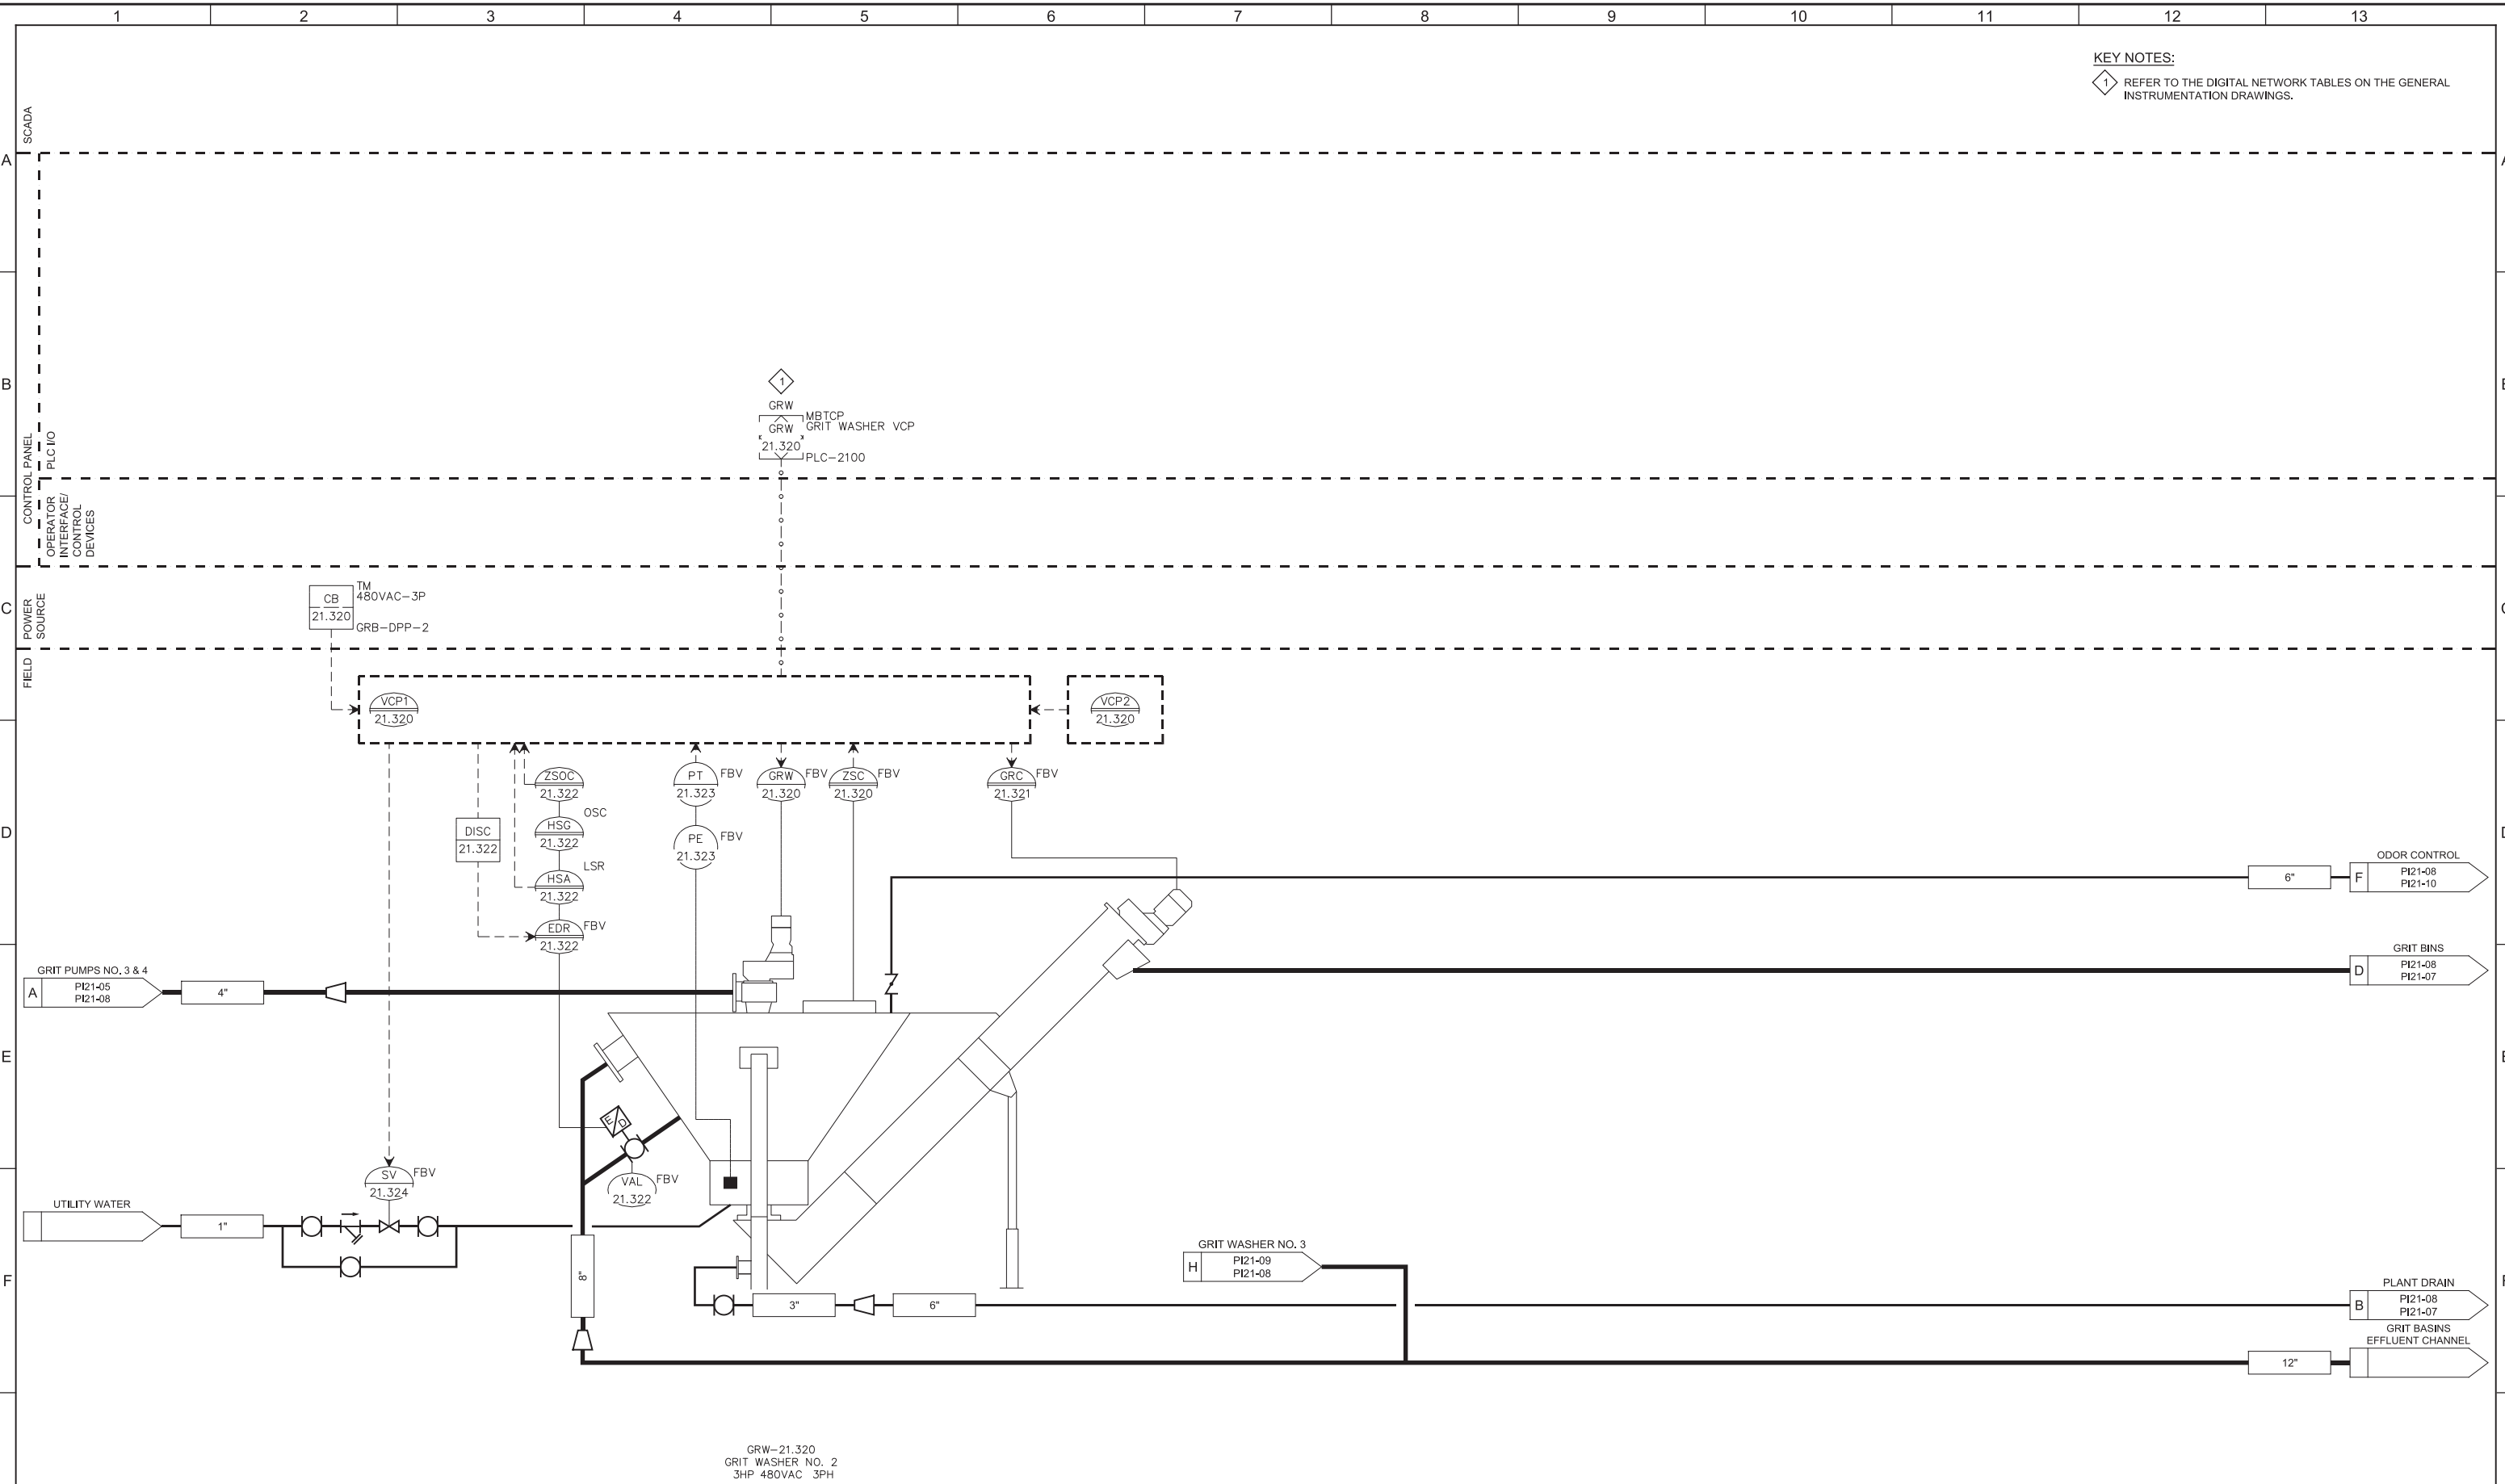 1 2 3 4 5 6 7 8 9 10 11 12 13
KEY NOTES:
1 REFER TO THE DIGITAL NETWORK TABLES ON THE GENERAL
INSTRUMENTATION DRAWINGS.
SCADA
A
B
CONTROL PANEL
PLC I/O
1
GRW
MBTCP
GRW
GRIT WASHER VCP
21.320
PLC-2100
OPERATOR
INTERFACE/
CONTROL
DEVICES
C
POWER
SOURCE
CB
21.320
TM
480VAC-3P
GRB-DPP-2
FIELD
VCP1
21.320
VCP2
21.320
D
ZSOC
21.322
OSC
HSG
21.322
LSR
HSA
21.322
EDR
21.322
FBV
DISC
21.322
PT
21.323
FBV
PE
21.323
FBV
GRW
21.320
FBV
ZSC
21.320
FBV
GRC
21.321
FBV
ODOR CONTROL
6"
F
PI21-08
PI21-10
GRIT BINS
D
PI21-08
PI21-07
GRIT PUMPS NO. 3 & 4
A
PI21-05
PI21-08
4"
E
E
D
VAL
21.322
FBV
SV
21.324
FBV
UTILITY WATER
1"
F
8"
3"
6"
GRIT WASHER NO. 3
H
PI21-09
PI21-08
PLANT DRAIN
B
PI21-08
PI21-07
GRIT BASINS
EFFLUENT CHANNEL
12"
GRW-21.320
GRIT WASHER NO. 2
3HP 480VAC 3PH